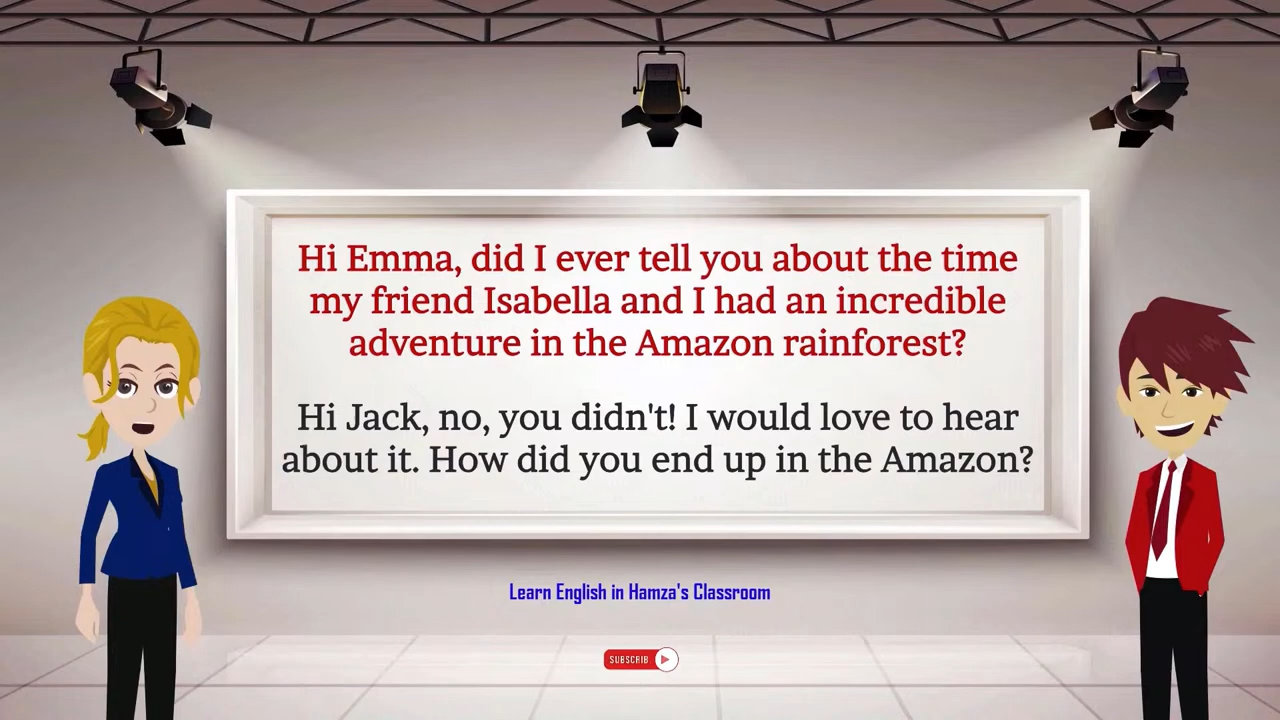 Hi Emma, did I ever tell you about the time
my friend Isabella and I had an incredible
adventure in the Amazon rainforest?
Hi Jack, no, you didn't! I would love to hear
about it. How did you end up in the Amazon?
Learn English in Hamza's Classroom
SUBSCRIB